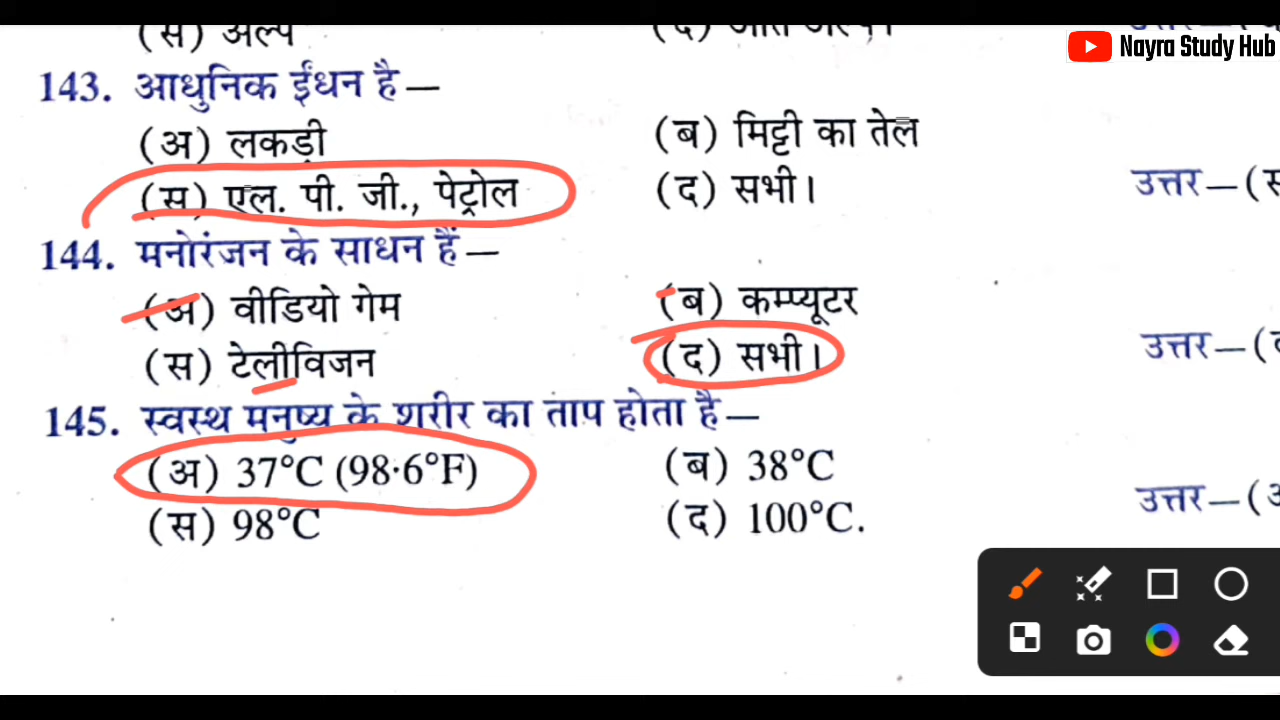 (स) अल्प
Nayra Study Hub
143. आधुनिक ईंधन है—
(अ) लकड़ी (ब) मिट्टी का तेल
(स) एल. पी. जी., पेट्रोल (द) सभी। उत्तर—(स
144. मनोरंजन के साधन हैं—
(अ) वीडियो गेम (ब) कम्प्यूटर
(स) टेलीविजन (द) सभी। उत्तर—(द
145. स्वस्थ मनुष्य के शरीर का ताप होता है—
(अ) 37°C (98·6°F) (ब) 38°C
(स) 98°C (द) 100°C. उत्तर—(अ